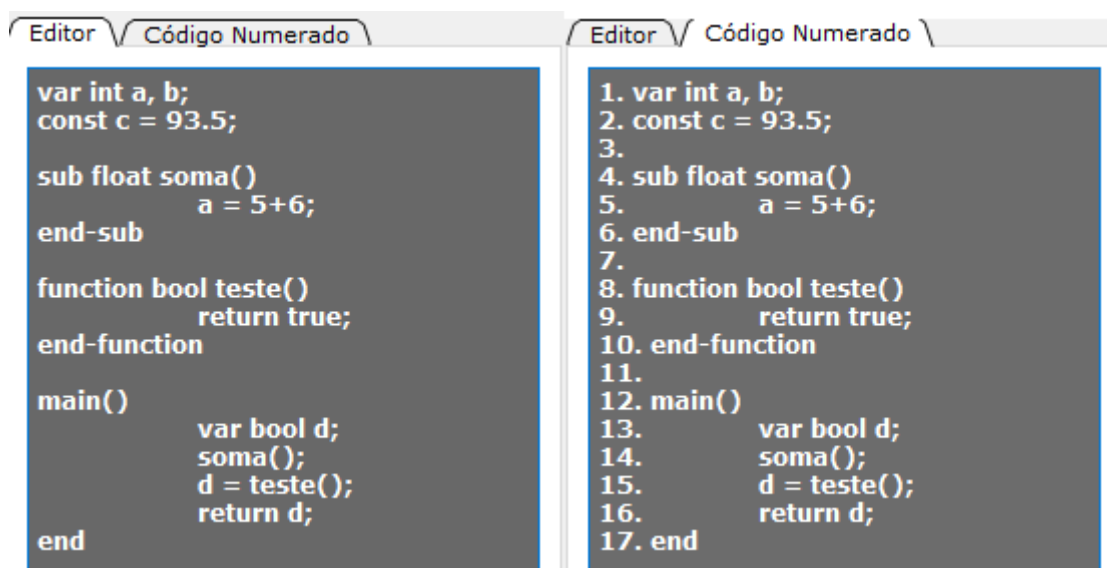 Editor Código Numerado
var int a, b;
const c = 93.5;
sub float soma()
a = 5+6;
end-sub
function bool teste()
return true;
end-function
main()
var bool d;
soma();
d = teste();
return d;
end
Editor Código Numerado
1. var int a, b;
2. const c = 93.5;
3.
4. sub float soma()
5. a = 5+6;
6. end-sub
7.
8. function bool teste()
9. return true;
10. end-function
11.
12. main()
13. var bool d;
14. soma();
15. d = teste();
16. return d;
17. end